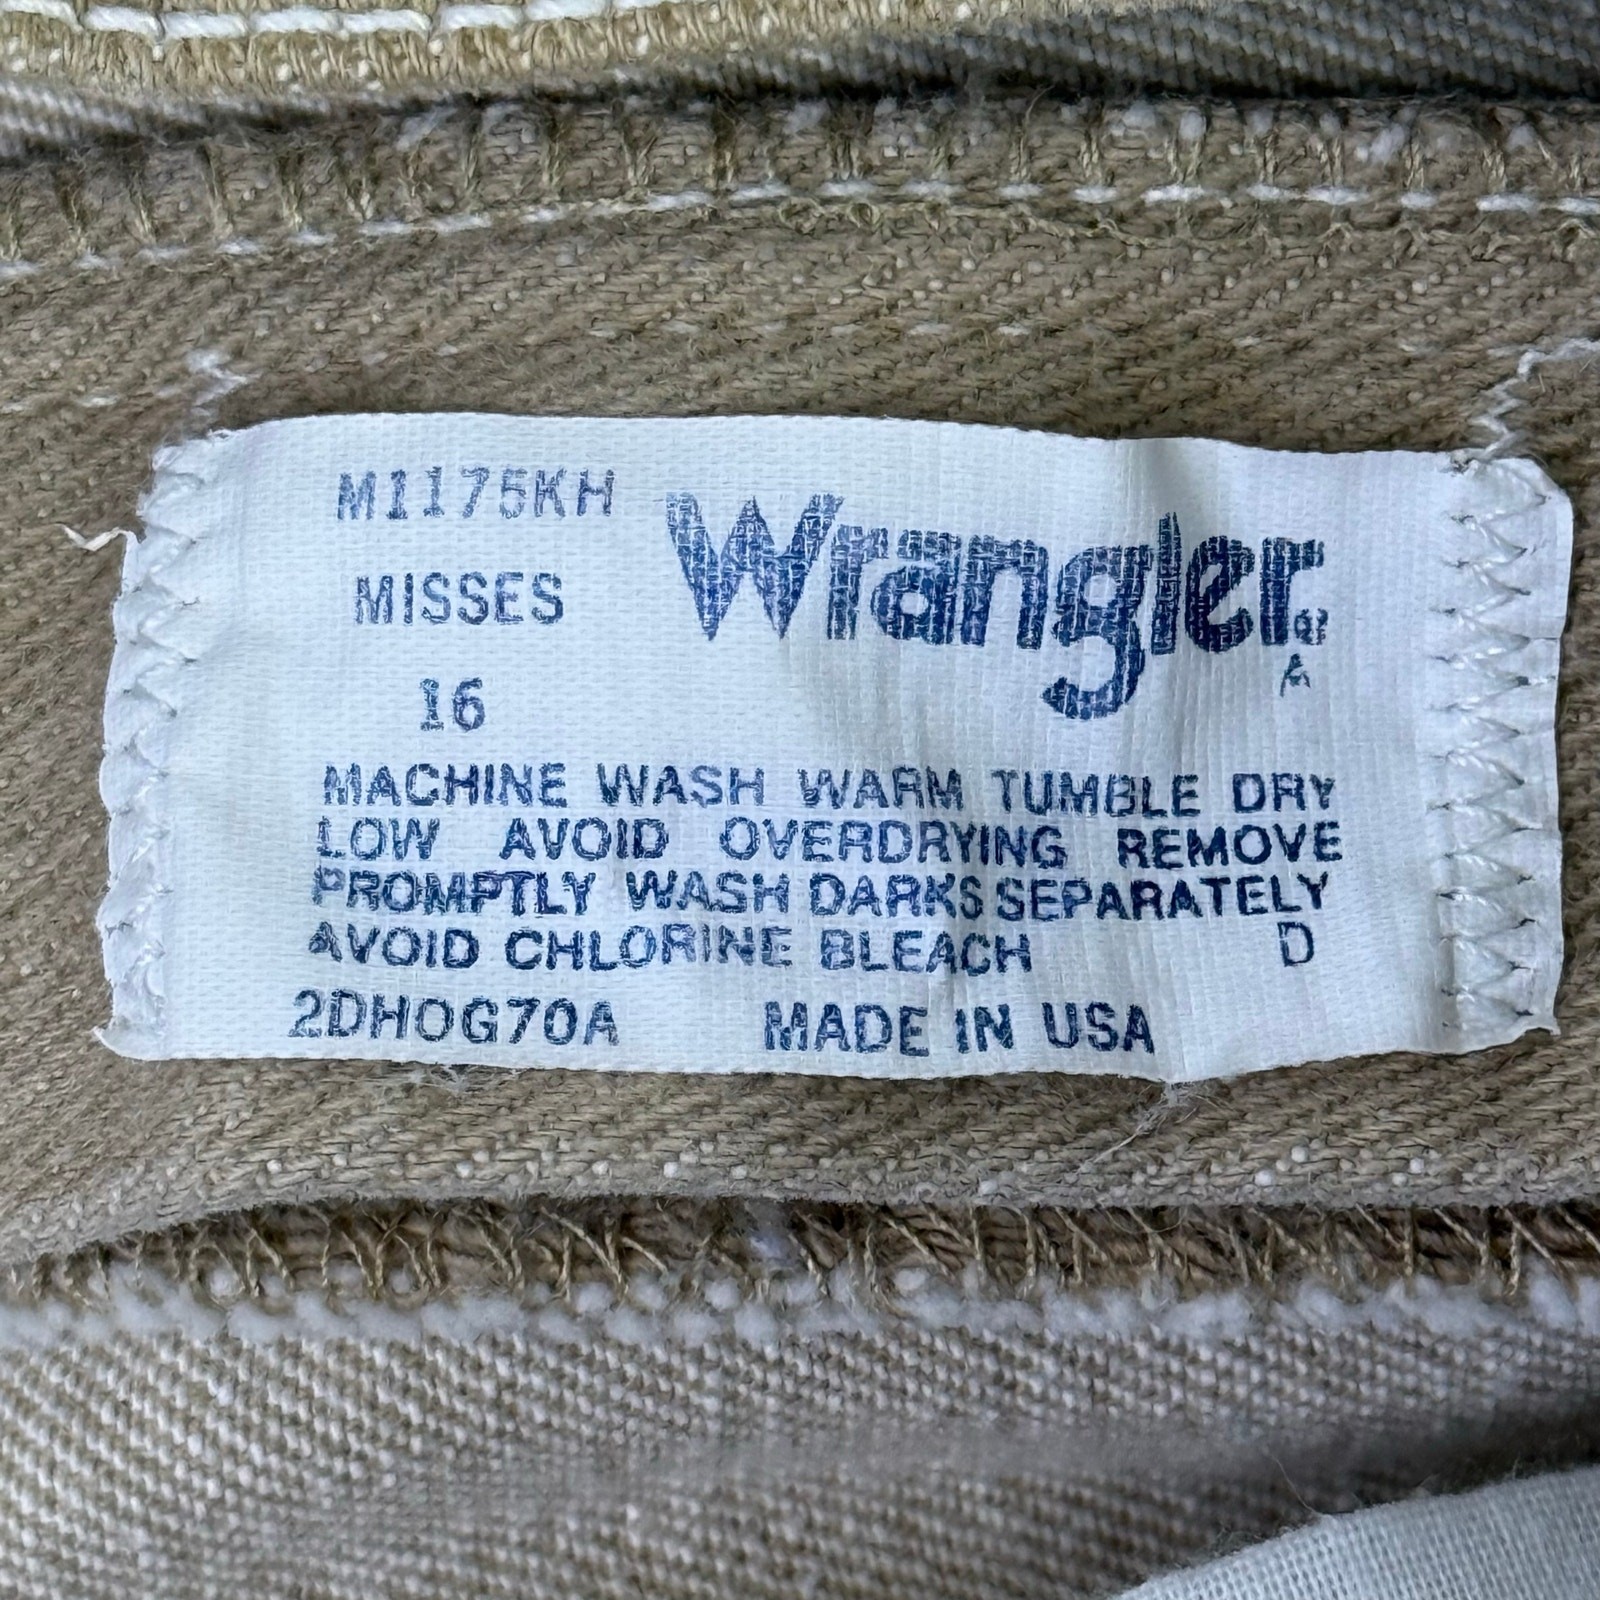 M1175KH
Wrangler®
MISSES
A
16
MACHINE WASH WARM TUMBLE DRY
LOW AVOID OVERDRYING REMOVE
PROMPTLY WASH DARKS SEPARATELY
AVOID CHLORINE BLEACH D
2DHOG70A MADE IN USA